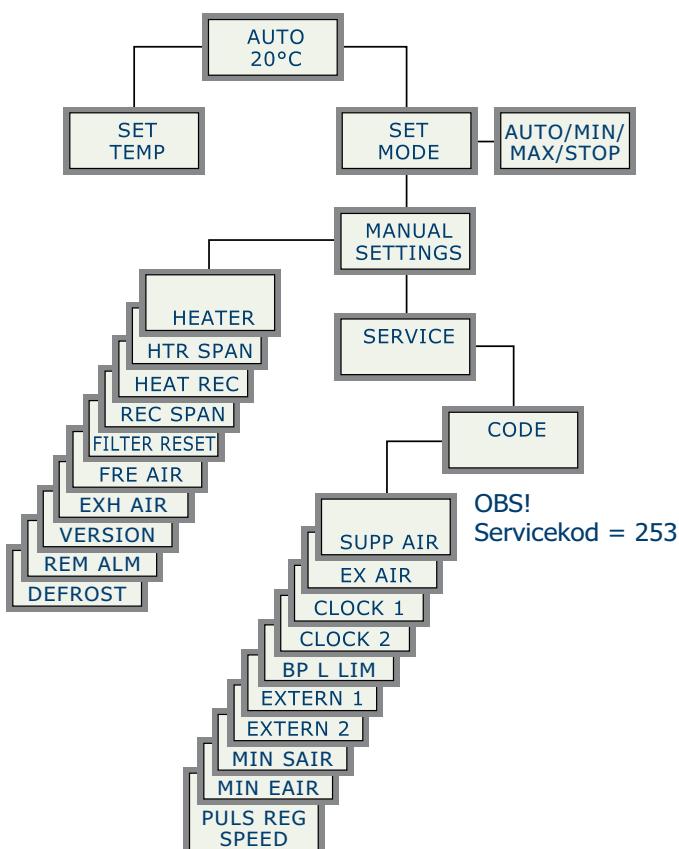 AUTO
20°C
SET
TEMP
SET
MODE
AUTO/MIN/
MAX/STOP
MANUAL
SETTINGS
HEATER
HTR SPAN
HEAT REC
REC SPAN
FILTER RESET
FRE AIR
EXH AIR
VERSION
REM ALM
DEFROST
SERVICE
CODE
OBS!
Servicekod = 253
SUPP AIR
EX AIR
CLOCK 1
CLOCK 2
BP L LIM
EXTERN 1
EXTERN 2
MIN SAIR
MIN EAIR
PULS REG
SPEED